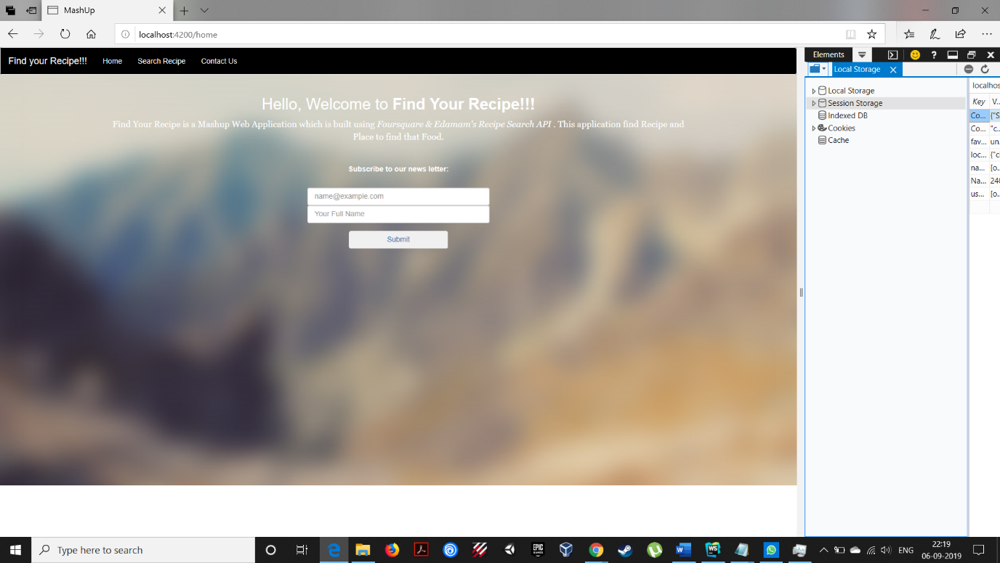 MashUp
localhost:4200/home
Find your Recipe!!!
Home
Search Recipe
Contact Us
Hello, Welcome to Find Your Recipe!!!
Find Your Recipe is a Mashup Web Application which is built using Foursquare & Edamam's Recipe Search API . This application find Recipe and
Place to find that Food.
Subscribe to our news letter:
name@example.com
Your Full Name
Submit
Elements
Local Storage
Local Storage
Session Storage
Indexed DB
Cookies
Cache
localhos
Key V...
Co... {"S
Co... "c...
fav... un...
loc... {"c
na... [o...
Na... 240
us... [o...
Type here to search
EPIC
GAMES
WS
ENG
22:19
06-09-2019